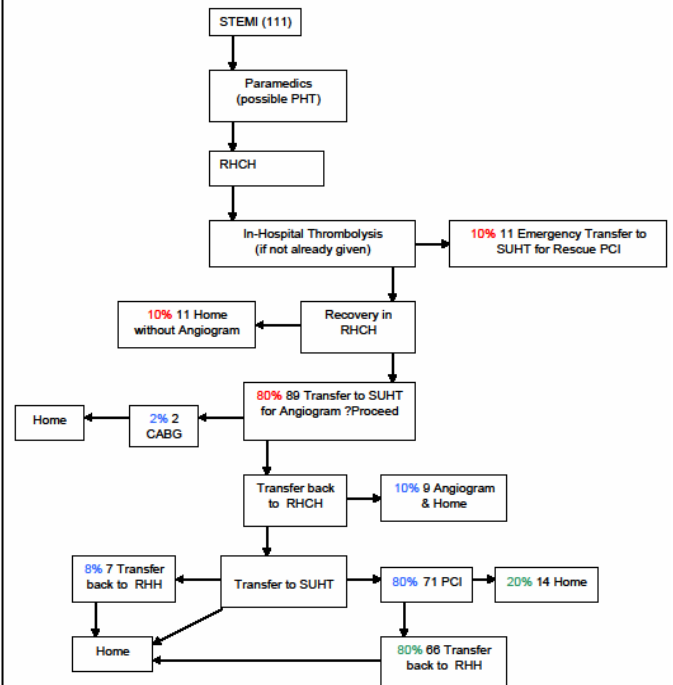 STEMI (111)
Paramedics
(possible PHT)
RHCH
In-Hospital Thrombolysis
(if not already given)
10% 11 Emergency Transfer to
SUHT for Rescue PCI
10% 11 Home
without Angiogram
Recovery in
RHCH
80% 89 Transfer to SUHT
for Angiogram ?Proceed
2% 2
CABG
Home
Transfer back
to RHCH
10% 9 Angiogram
& Home
8% 7 Transfer
back to RHH
Transfer to SUHT
80% 71 PCI
20% 14 Home
Home
80% 66 Transfer
back to RHH